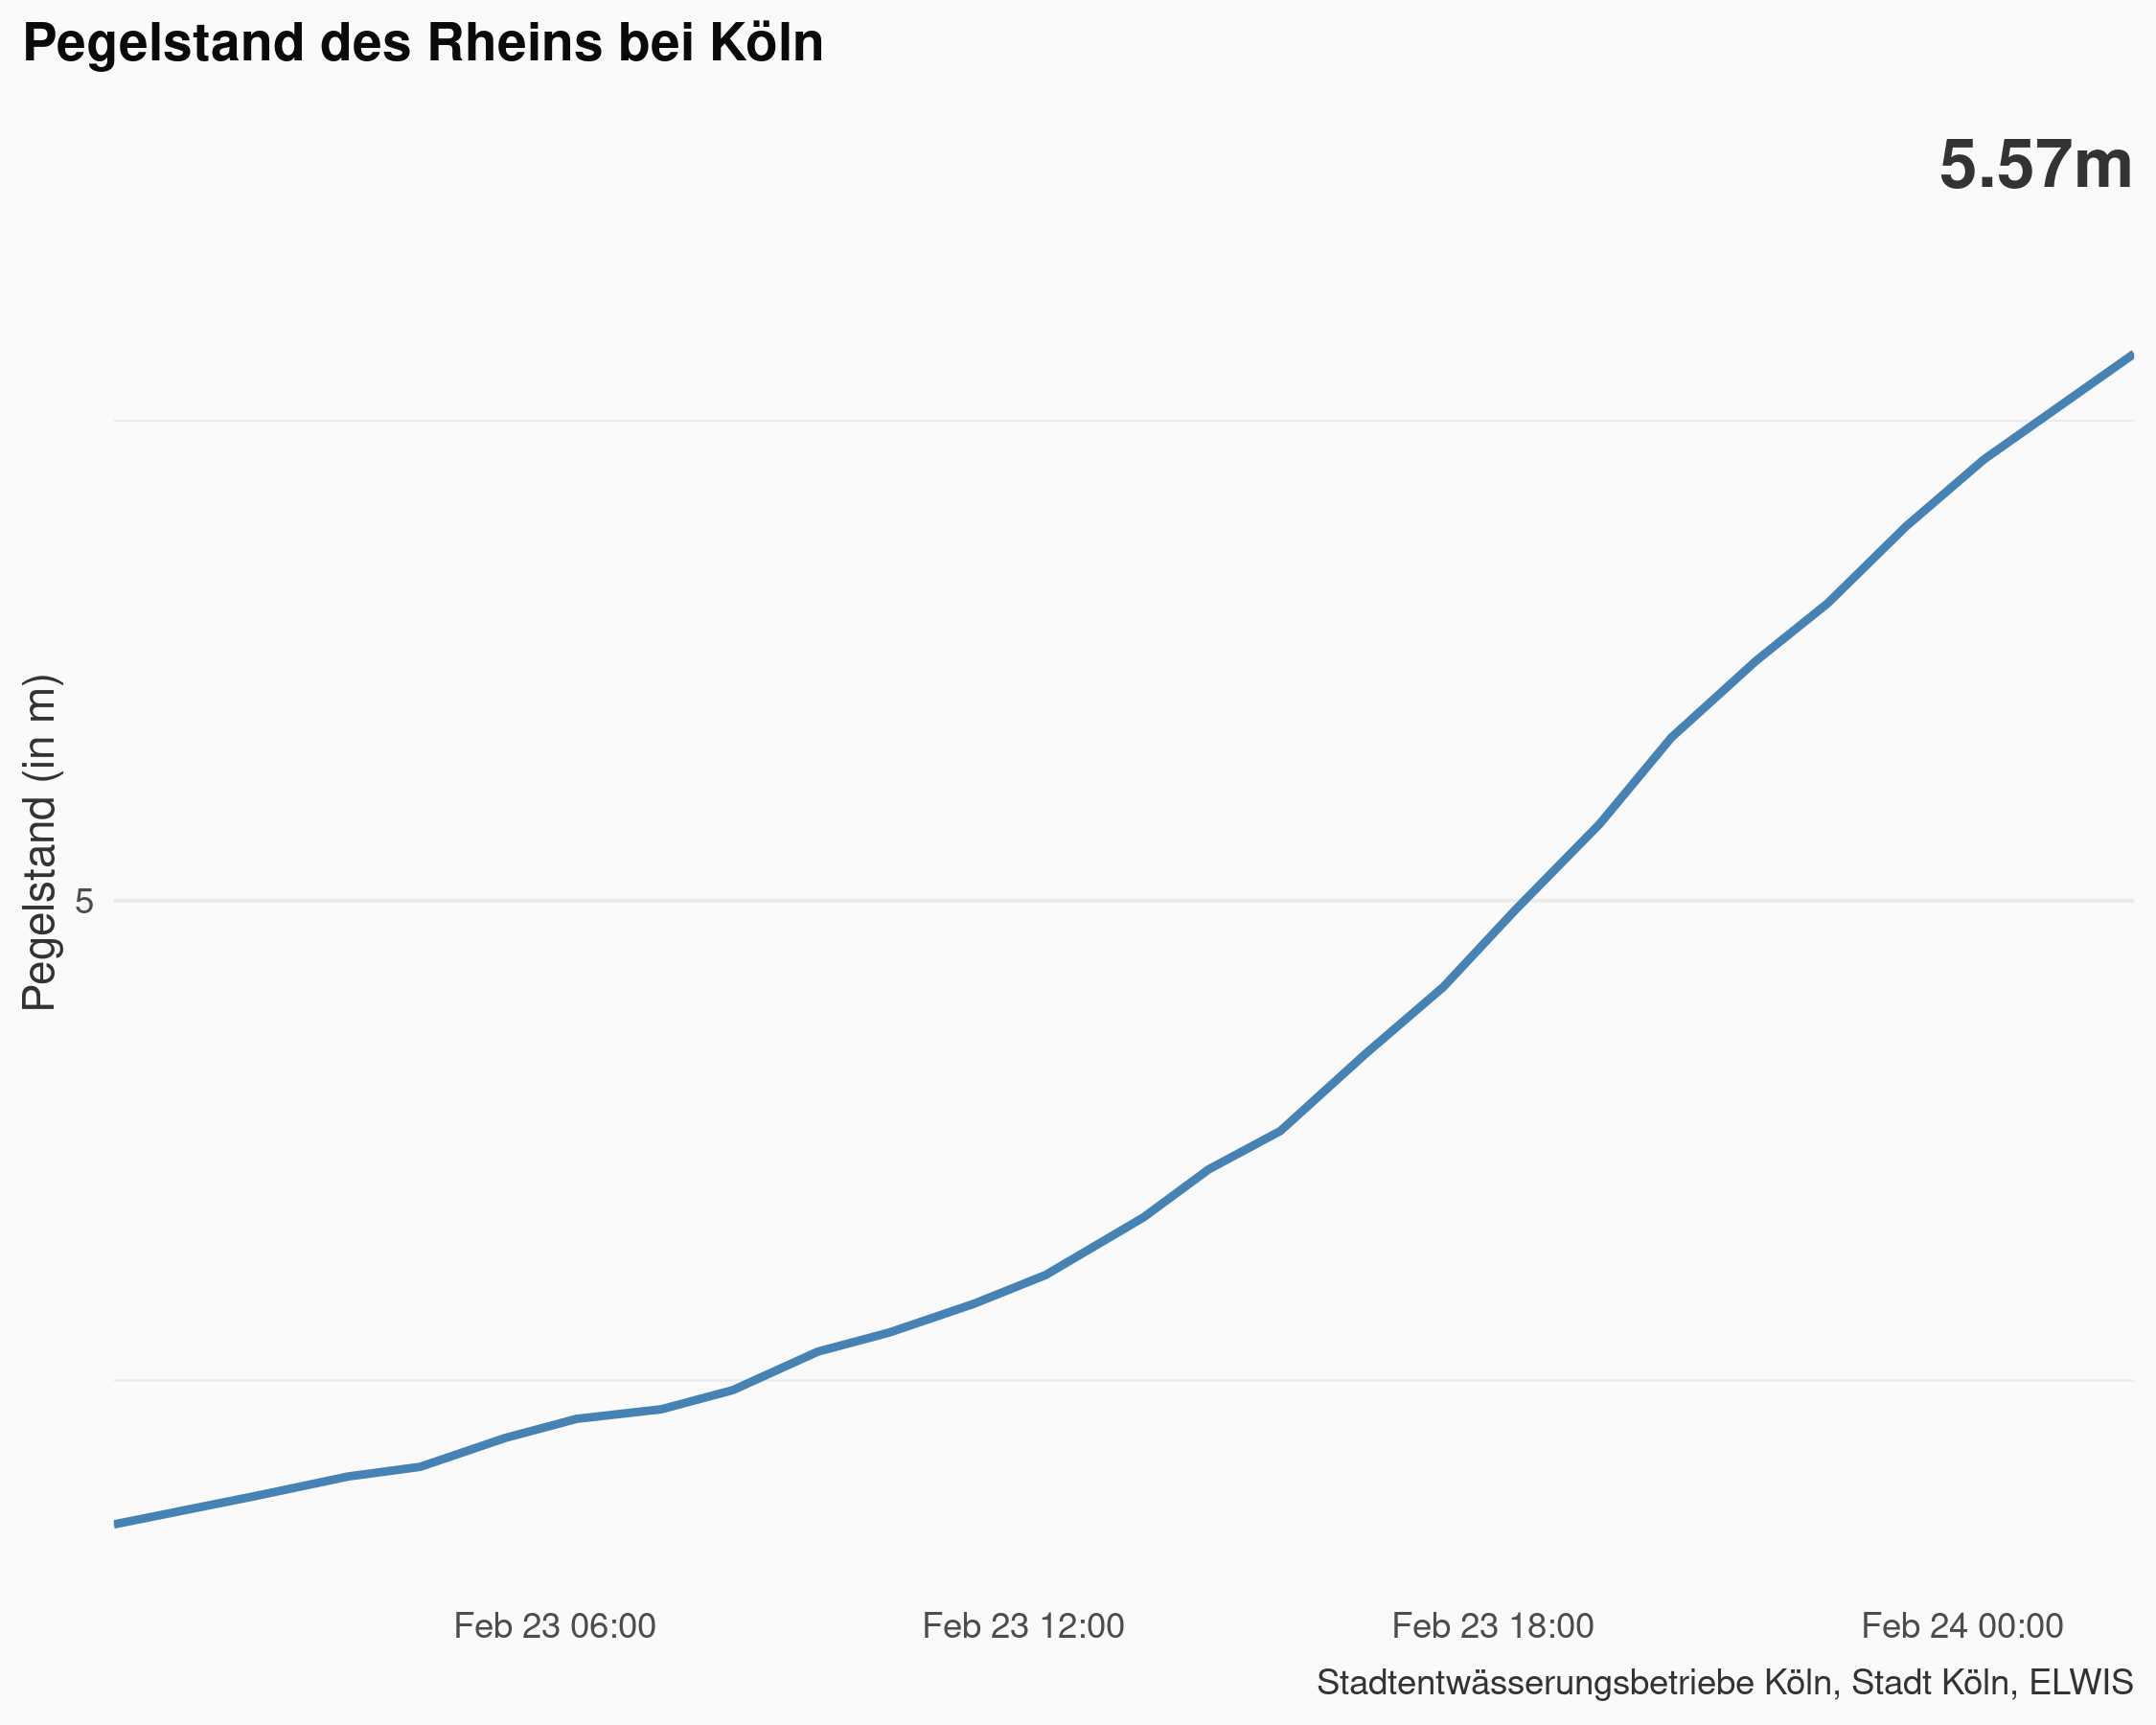 Pegelstand des Rheins bei Köln
5.57m
Pegelstand (in m)
5
Feb 23 06:00
Feb 23 12:00
Feb 23 18:00
Feb 24 00:00
Stadtentwässerungsbetriebe Köln, Stadt Köln, ELWIS